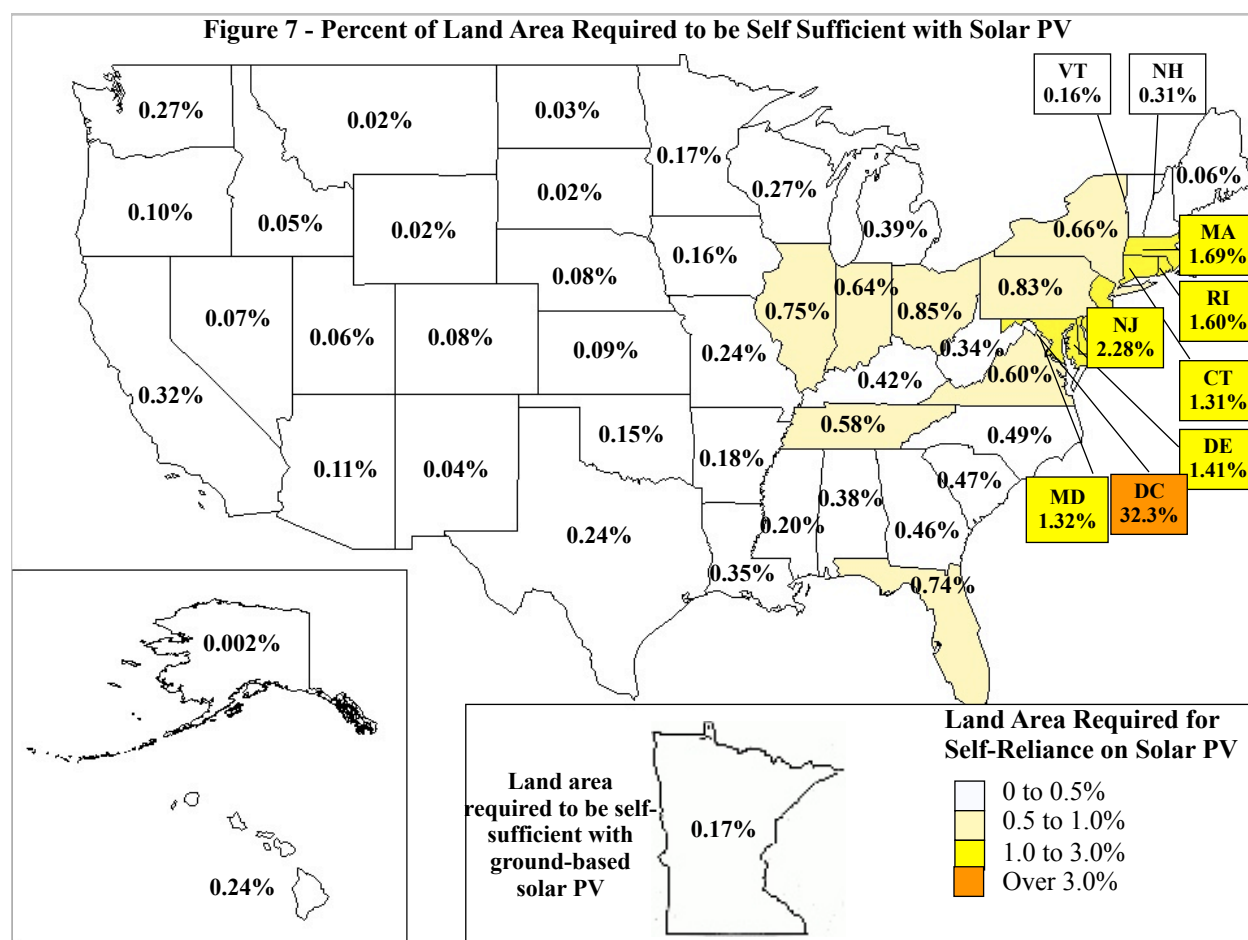 Figure 7 - Percent of Land Area Required to be Self Sufficient with Solar PV
VT
0.16%
NH
0.31%
0.27%
0.02%
0.03%
0.17%
0.06%
0.10%
0.05%
0.02%
0.02%
0.27%
0.39%
0.66%
MA
1.69%
0.16%
0.08%
0.07%
0.06%
0.08%
0.09%
0.24%
0.75%
0.64%
0.85%
0.83%
RI
1.60%
NJ
2.28%
0.34%
0.32%
0.42%
0.60%
CT
1.31%
0.15%
0.58%
0.49%
DE
1.41%
0.11%
0.04%
0.18%
0.47%
MD
1.32%
DC
32.3%
0.24%
0.20%
0.38%
0.46%
0.35%
0.74%
0.002%
0.24%
Land area
required to be self-
sufficient with
ground-based
solar PV
0.17%
Land Area Required for
Self-Reliance on Solar PV
0 to 0.5%
0.5 to 1.0%
1.0 to 3.0%
Over 3.0%